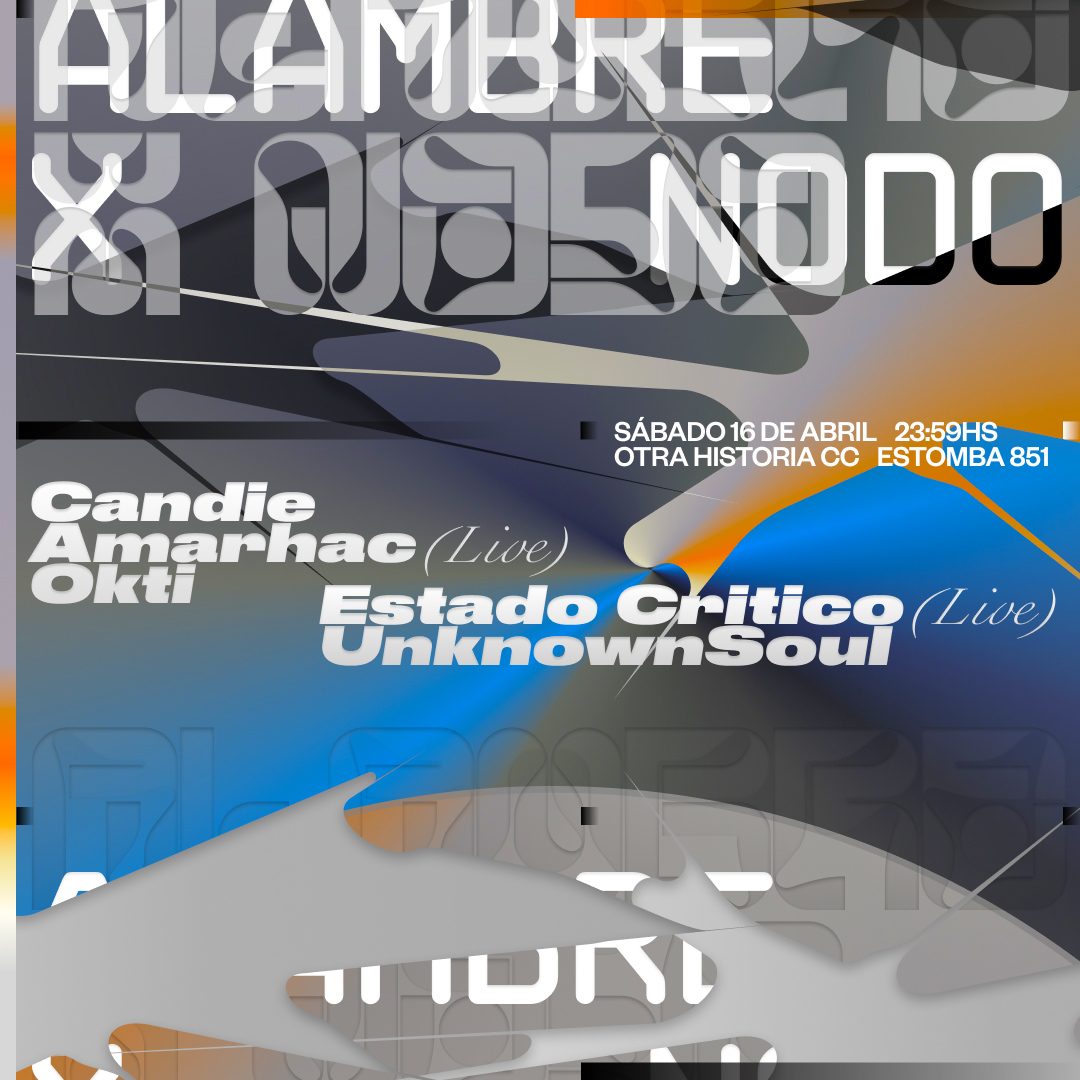 ALAMBRE
X NODO
SÁBADO 16 DE ABRIL 23:59HS
OTRA HISTORIA CC ESTOMBA 851
Candie
Amarhac (Live)
Okti
Estado Critico (Live)
UnknownSoul